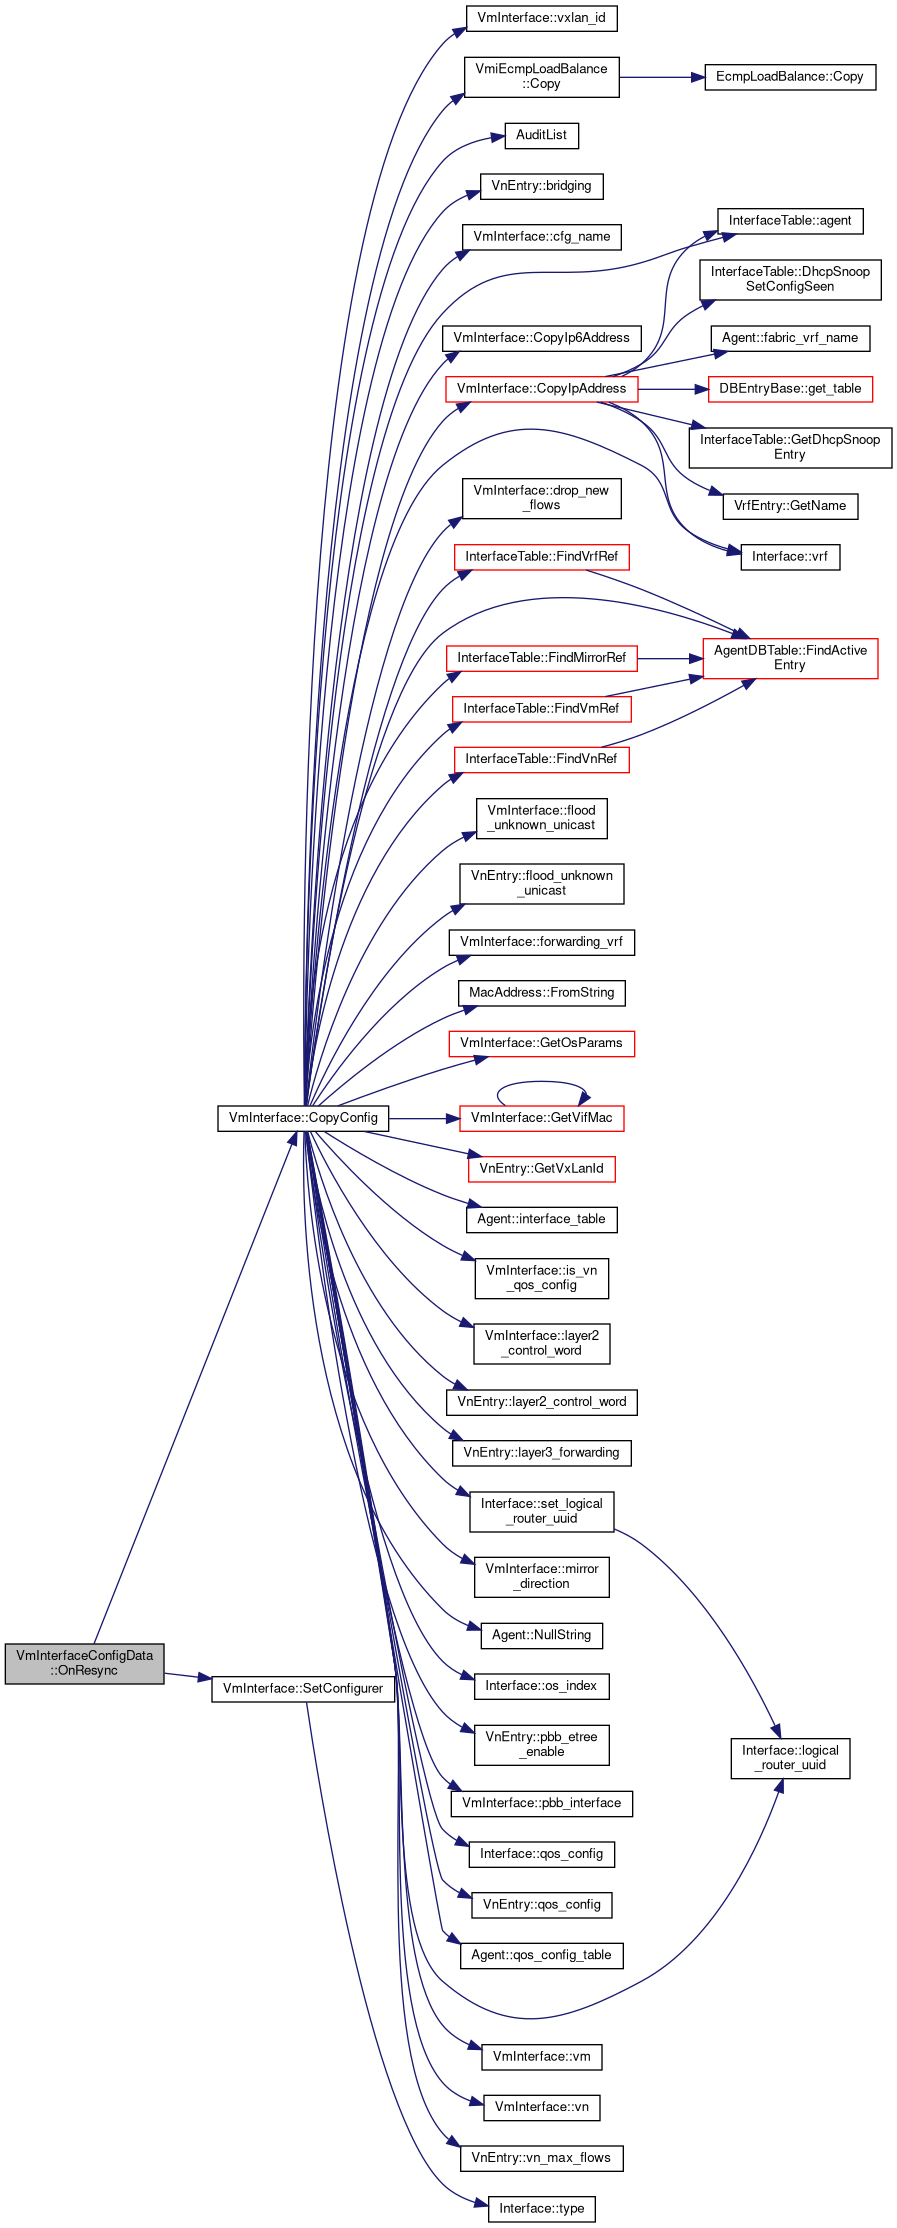 VmInterface::vxlan_id
VmiEcmpLoadBalance
::Copy
EcmpLoadBalance::Copy
AuditList
VnEntry::bridging
InterfaceTable::agent
VmInterface::cfg_name
InterfaceTable::DhcpSnoop
SetConfigSeen
VmInterface::CopyIp6Address
Agent::fabric_vrf_name
VmInterface::CopyIpAddress
DBEntryBase::get_table
InterfaceTable::GetDhcpSnoop
Entry
VmInterface::drop_new
_flows
VrfEntry::GetName
InterfaceTable::FindVrfRef
Interface::vrf
InterfaceTable::FindMirrorRef
AgentDBTable::FindActive
Entry
InterfaceTable::FindVmRef
InterfaceTable::FindVnRef
VmInterface::flood
_unknown_unicast
VnEntry::flood_unknown
_unicast
VmInterface::forwarding_vrf
MacAddress::FromString
VmInterface::GetOsParams
VmInterface::CopyConfig
VmInterface::GetVifMac
VnEntry::GetVxLanId
Agent::interface_table
VmInterface::is_vn
_qos_config
VmInterface::layer2
_control_word
VnEntry::layer2_control_word
VnEntry::layer3_forwarding
Interface::set_logical
_router_uuid
VmInterface::mirror
_direction
Agent::NullString
VmInterfaceConfigData
::OnResync
VmInterface::SetConfigurer
Interface::os_index
VnEntry::pbb_etree
_enable
Interface::logical
_router_uuid
VmInterface::pbb_interface
Interface::qos_config
VnEntry::qos_config
Agent::qos_config_table
VmInterface::vm
VmInterface::vn
VnEntry::vn_max_flows
Interface::type